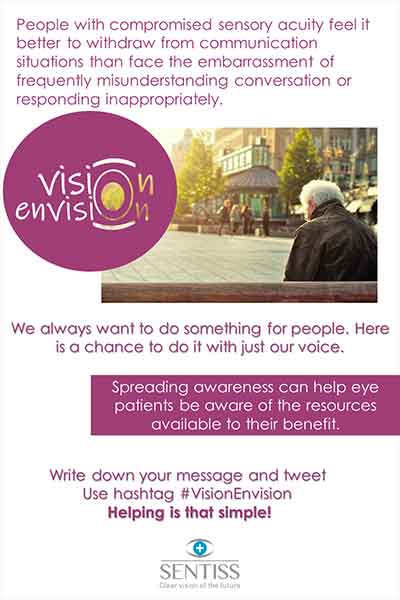 People with compromised sensory acuity feel it
better to withdraw from communication
situations than face the embarrassment of
frequently misunderstanding conversation or
responding inappropriately.
vision
envision
We always want to do something for people. Here
is a chance to do it with just our voice.
Spreading awareness can help eye
patients be aware of the resources
available to their benefit.
Write down your message and tweet
Use hashtag #VisionEnvision
Helping is that simple!
SENTISS
Clear vision of the future